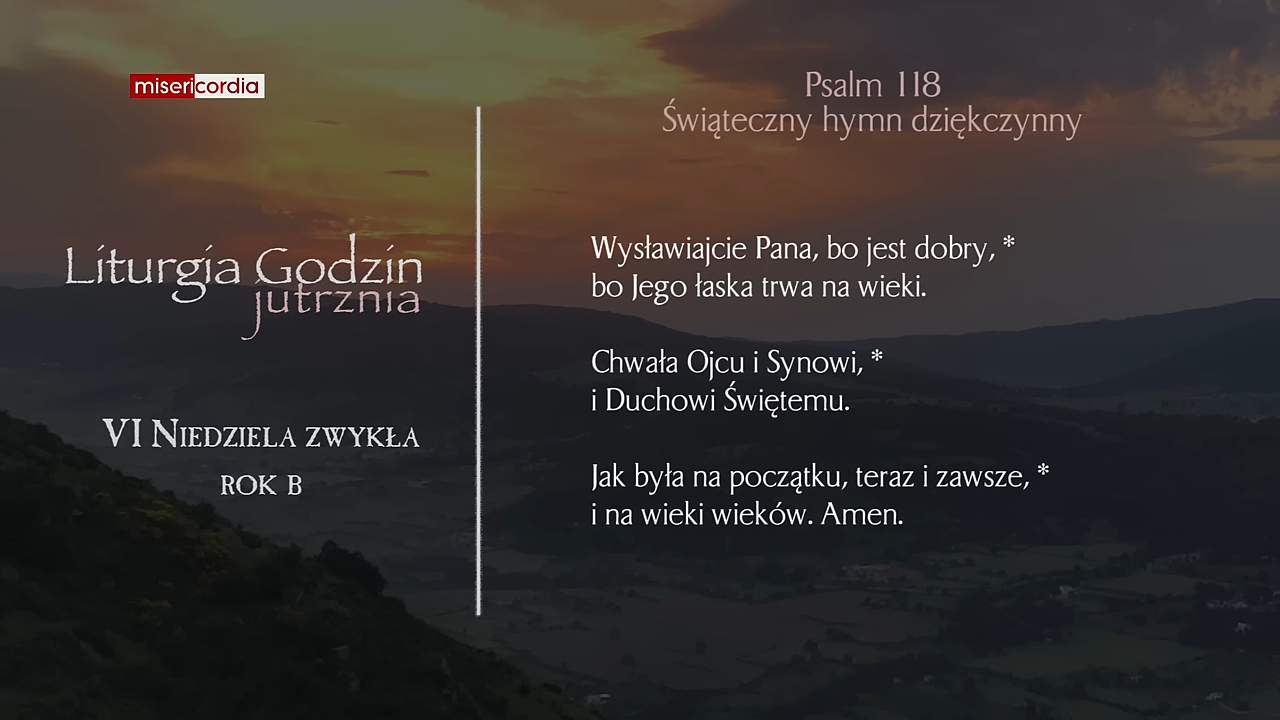 misericordia
Liturgia Godzin
jutrznia
VI Niedziela zwykła
rok B
Psalm 118
Świąteczny hymn dziękczynny
Wysławiajcie Pana, bo jest dobry, *
bo Jego łaska trwa na wieki.
Chwała Ojcu i Synowi, *
i Duchowi Świętemu.
Jak była na początku, teraz i zawsze, *
i na wieki wieków. Amen.